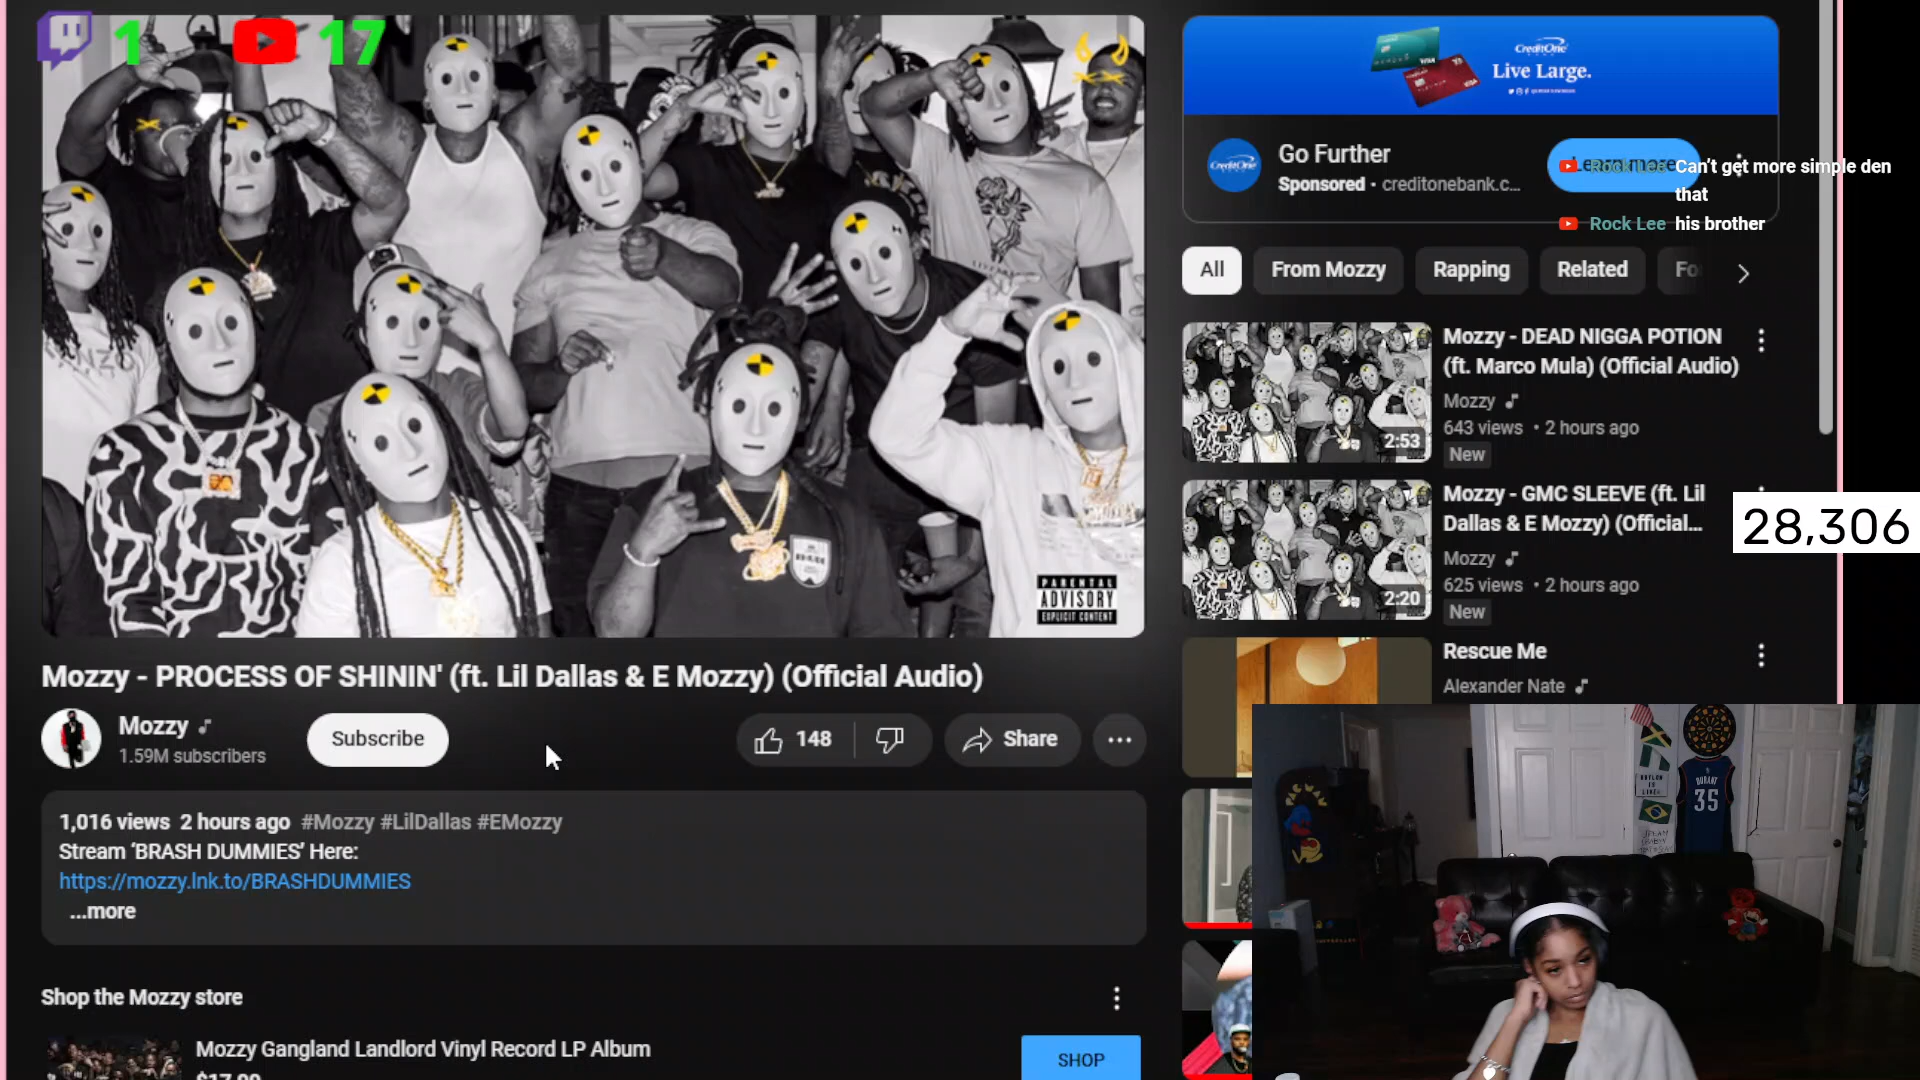 1 17
PARENTAL
ADVISORY
EXPLICIT CONTENT
Mozzy - PROCESS OF SHININ' (ft. Lil Dallas & E Mozzy) (Official Audio)
Mozzy
1.59M subscribers
Subscribe
148
Share
1,016 views 2 hours ago #Mozzy #LilDallas #EMozzy
Stream ‘BRASH DUMMIES’ Here:
https://mozzy.lnk.to/BRASHDUMMIES
...more
Shop the Mozzy store
Mozzy Gangland Landlord Vinyl Record LP Album
SHOP
CreditOne
Live Large.
Go Further
Sponsored • creditonebank.c...
Rock Lee Can't get more simple den
that
Rock Lee his brother
All
From Mozzy
Rapping
Related
Fo
Mozzy - DEAD NIGGA POTION
(ft. Marco Mula) (Official Audio)
Mozzy
643 views • 2 hours ago
New
2:53
Mozzy - GMC SLEEVE (ft. Lil
Dallas & E Mozzy) (Official...
Mozzy
625 views • 2 hours ago
New
2:20
28,306
Rescue Me
Alexander Nate
DURANT
35